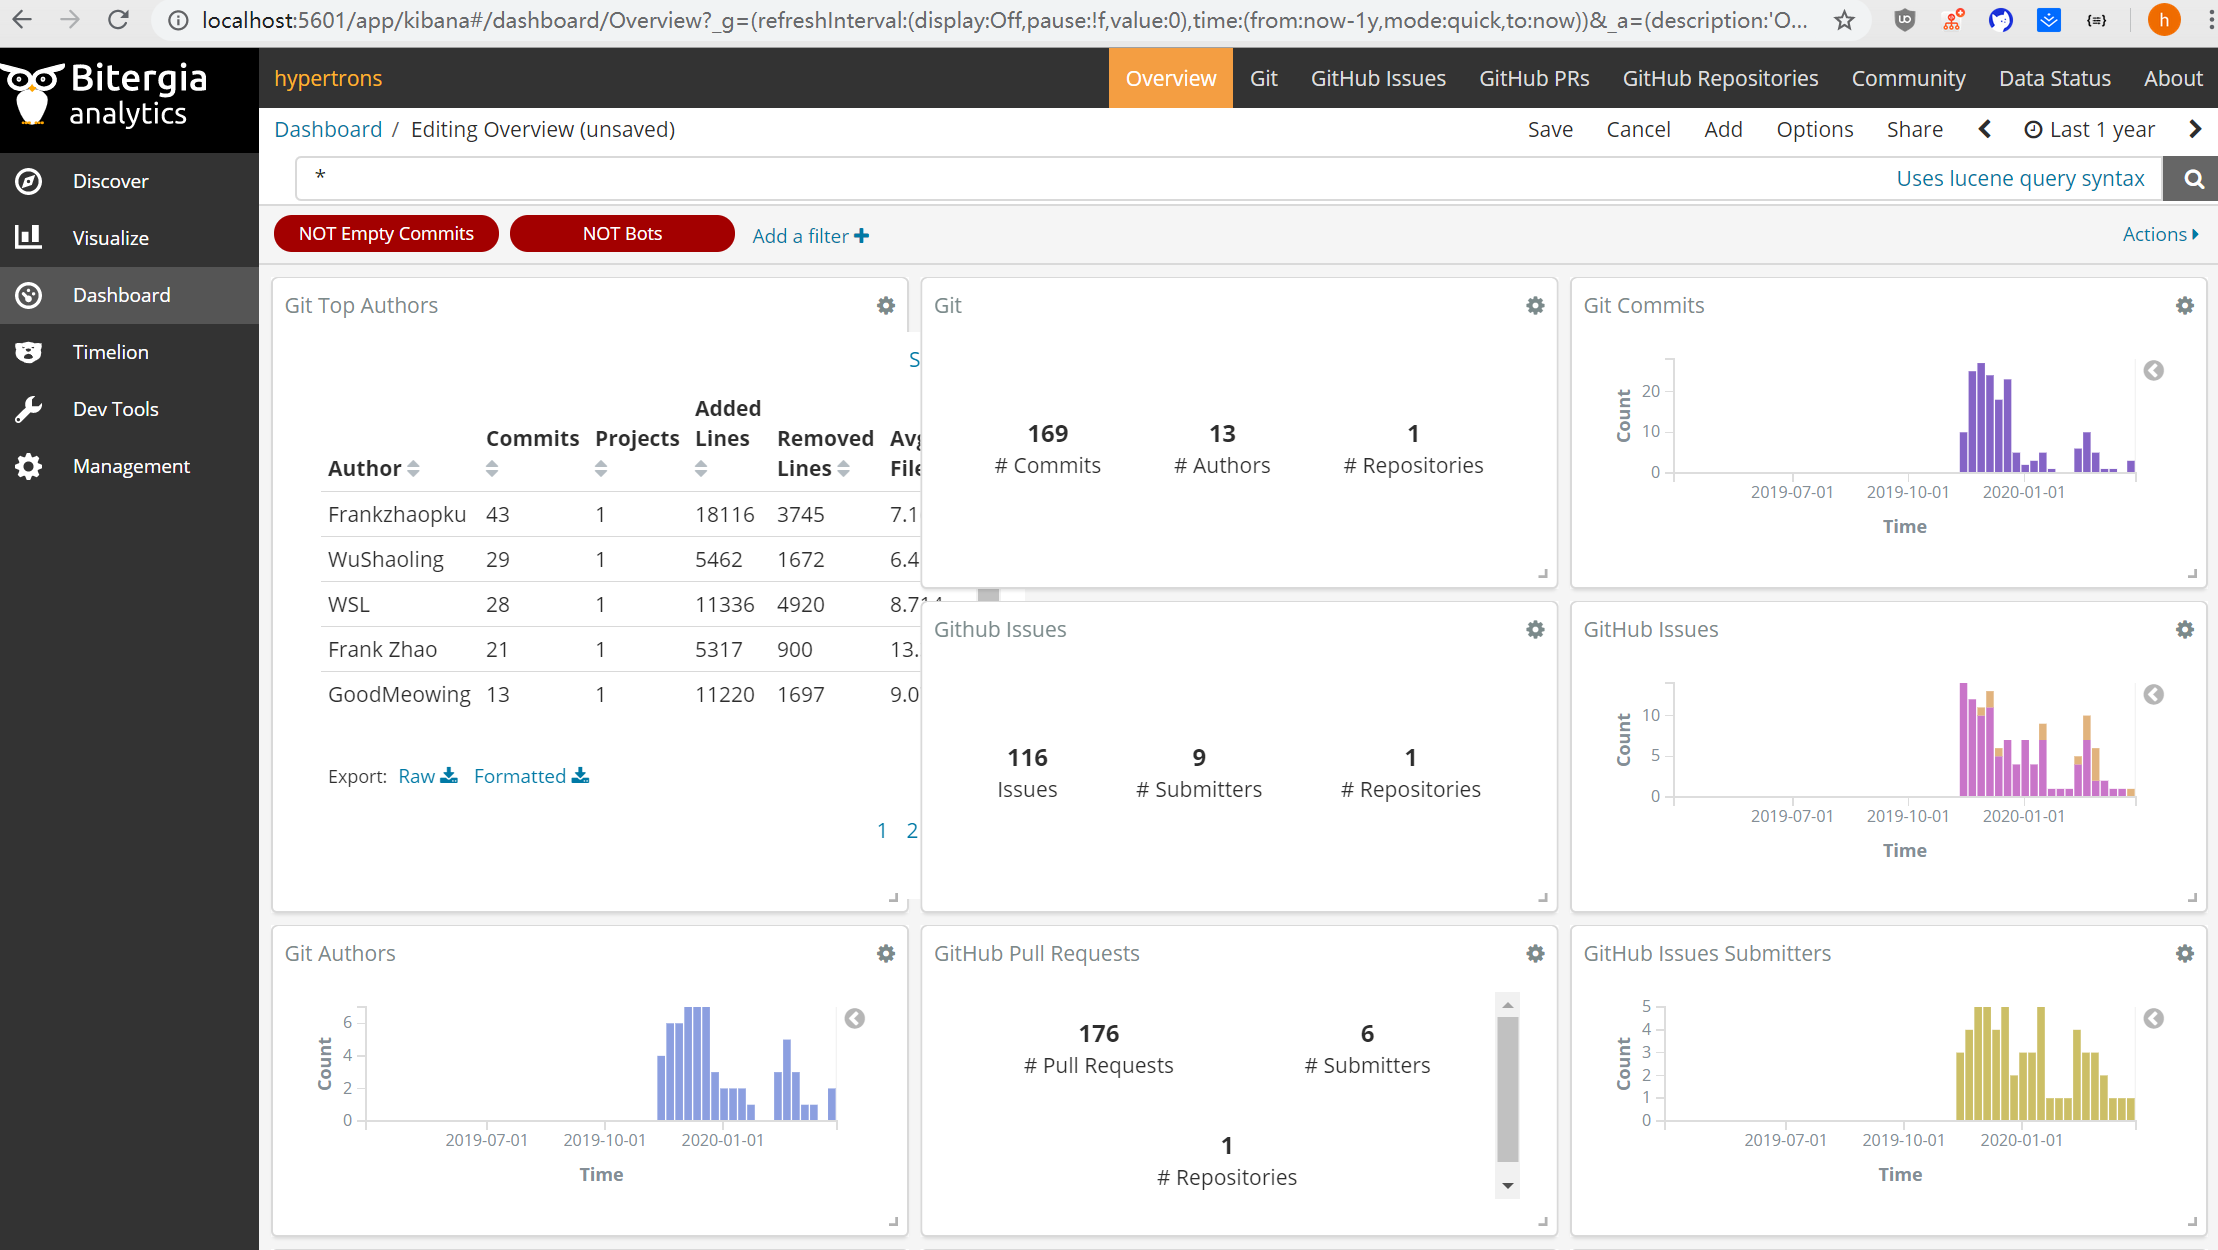 localhost:5601/app/kibana#/dashboard/Overview?_g=(refreshInterval:(display:Off,pause:!f,value:0),time:(from:now-1y,mode:quick,to:now))&_a=(description:'O...
h
Bitergia
analytics
hypertrons
Overview Git GitHub Issues GitHub PRs GitHub Repositories Community Data Status About
Dashboard / Editing Overview (unsaved)
Save Cancel Add Options Share Last 1 year
*
Uses lucene query syntax
Discover
Visualize
Dashboard
Timelion
Dev Tools
Management
NOT Empty Commits NOT Bots Add a filter
Actions
Git Top Authors
S
Author Commits Projects Added Lines Removed Lines Avg File
Frankzhaopku 43 1 18116 3745 7.1
WuShaoling 29 1 5462 1672 6.4
WSL 28 1 11336 4920 8.714
Frank Zhao 21 1 5317 900 13.
GoodMeowing 13 1 11220 1697 9.0
Export: Raw Formatted
1 2
Git
169 13 1
# Commits # Authors # Repositories
Git Commits
Count
20
10
0
2019-07-01 2019-10-01 2020-01-01
Time
Github Issues
116 9 1
Issues # Submitters # Repositories
GitHub Issues
Count
10
5
0
2019-07-01 2019-10-01 2020-01-01
Time
Git Authors
Count
6
4
2
0
2019-07-01 2019-10-01 2020-01-01
Time
GitHub Pull Requests
176 6
# Pull Requests # Submitters
1
# Repositories
GitHub Issues Submitters
Count
5
4
3
2
1
0
2019-07-01 2019-10-01 2020-01-01
Time